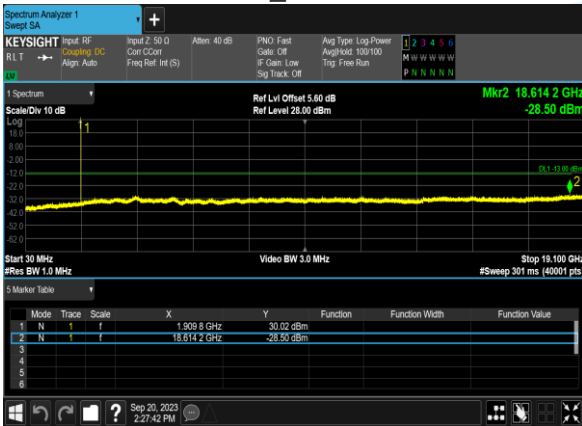 Spectrum Analyzer 1
Swept SA
+
KEYSIGHT Input: RF Input Z: 50 Ω Atten: 40 dB PNO: Fast Avg Type: Log-Power 1 2 3 4 5 6
RLT Coupling: DC Corr CCorr Gate: Off Avg|Hold: 100/100 M W W W W W
Align: Auto Freq Ref: Int (S) IF Gain: Low Trig: Free Run
LU Sig Track: Off P N N N N N
1 Spectrum Ref Lvl Offset 5.60 dB Mkr2 18.614 2 GHz
Scale/Div 10 dB Ref Level 28.00 dBm -28.50 dBm
Log
18.0 1
8.00
-2.00
-12.0 DL1 -13.00 dBm
-22.0 2
-32.0
-42.0
-52.0
-62.0
Start 30 MHz Video BW 3.0 MHz Stop 19.100 GHz
#Res BW 1.0 MHz #Sweep 301 ms (40001 pts)
5 Marker Table
Mode Trace Scale X Y Function Function Width Function Value
1 N 1 f 1.909 8 GHz 30.02 dBm
2 N 1 f 18.614 2 GHz -28.50 dBm
3
4
5
6
? Sep 20, 2023
2:27:42 PM